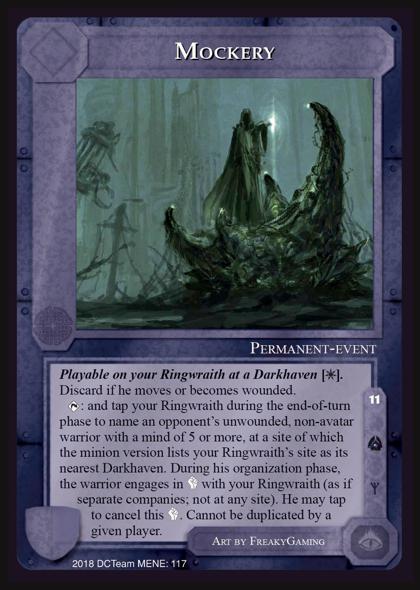 MOCKERY
PERMANENT-EVENT
Playable on your Ringwraith at a Darkhaven [☀].
Discard if he moves or becomes wounded.
: and tap your Ringwraith during the end-of-turn
phase to name an opponent's unwounded, non-avatar
warrior with a mind of 5 or more, at a site of which
the minion version lists your Ringwraith's site as its
nearest Darkhaven. During his organization phase,
the warrior engages in with your Ringwraith (as if
separate companies; not at any site). He may tap
to cancel this . Cannot be duplicated by a
given player.
11
ART BY FREAKYGAMING
2018 DCTeam MENE: 117